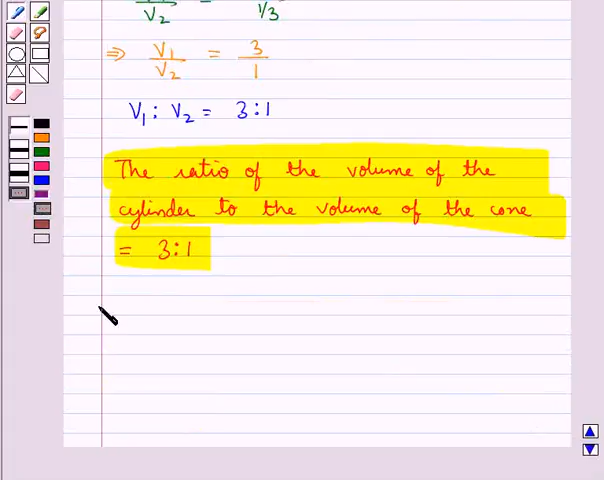 V₂ = 1/3
⇒ V₁/V₂ = 3/1
V₁ : V₂ = 3 : 1
The ratio of the volume of the
cylinder to the volume of the cone
= 3 : 1